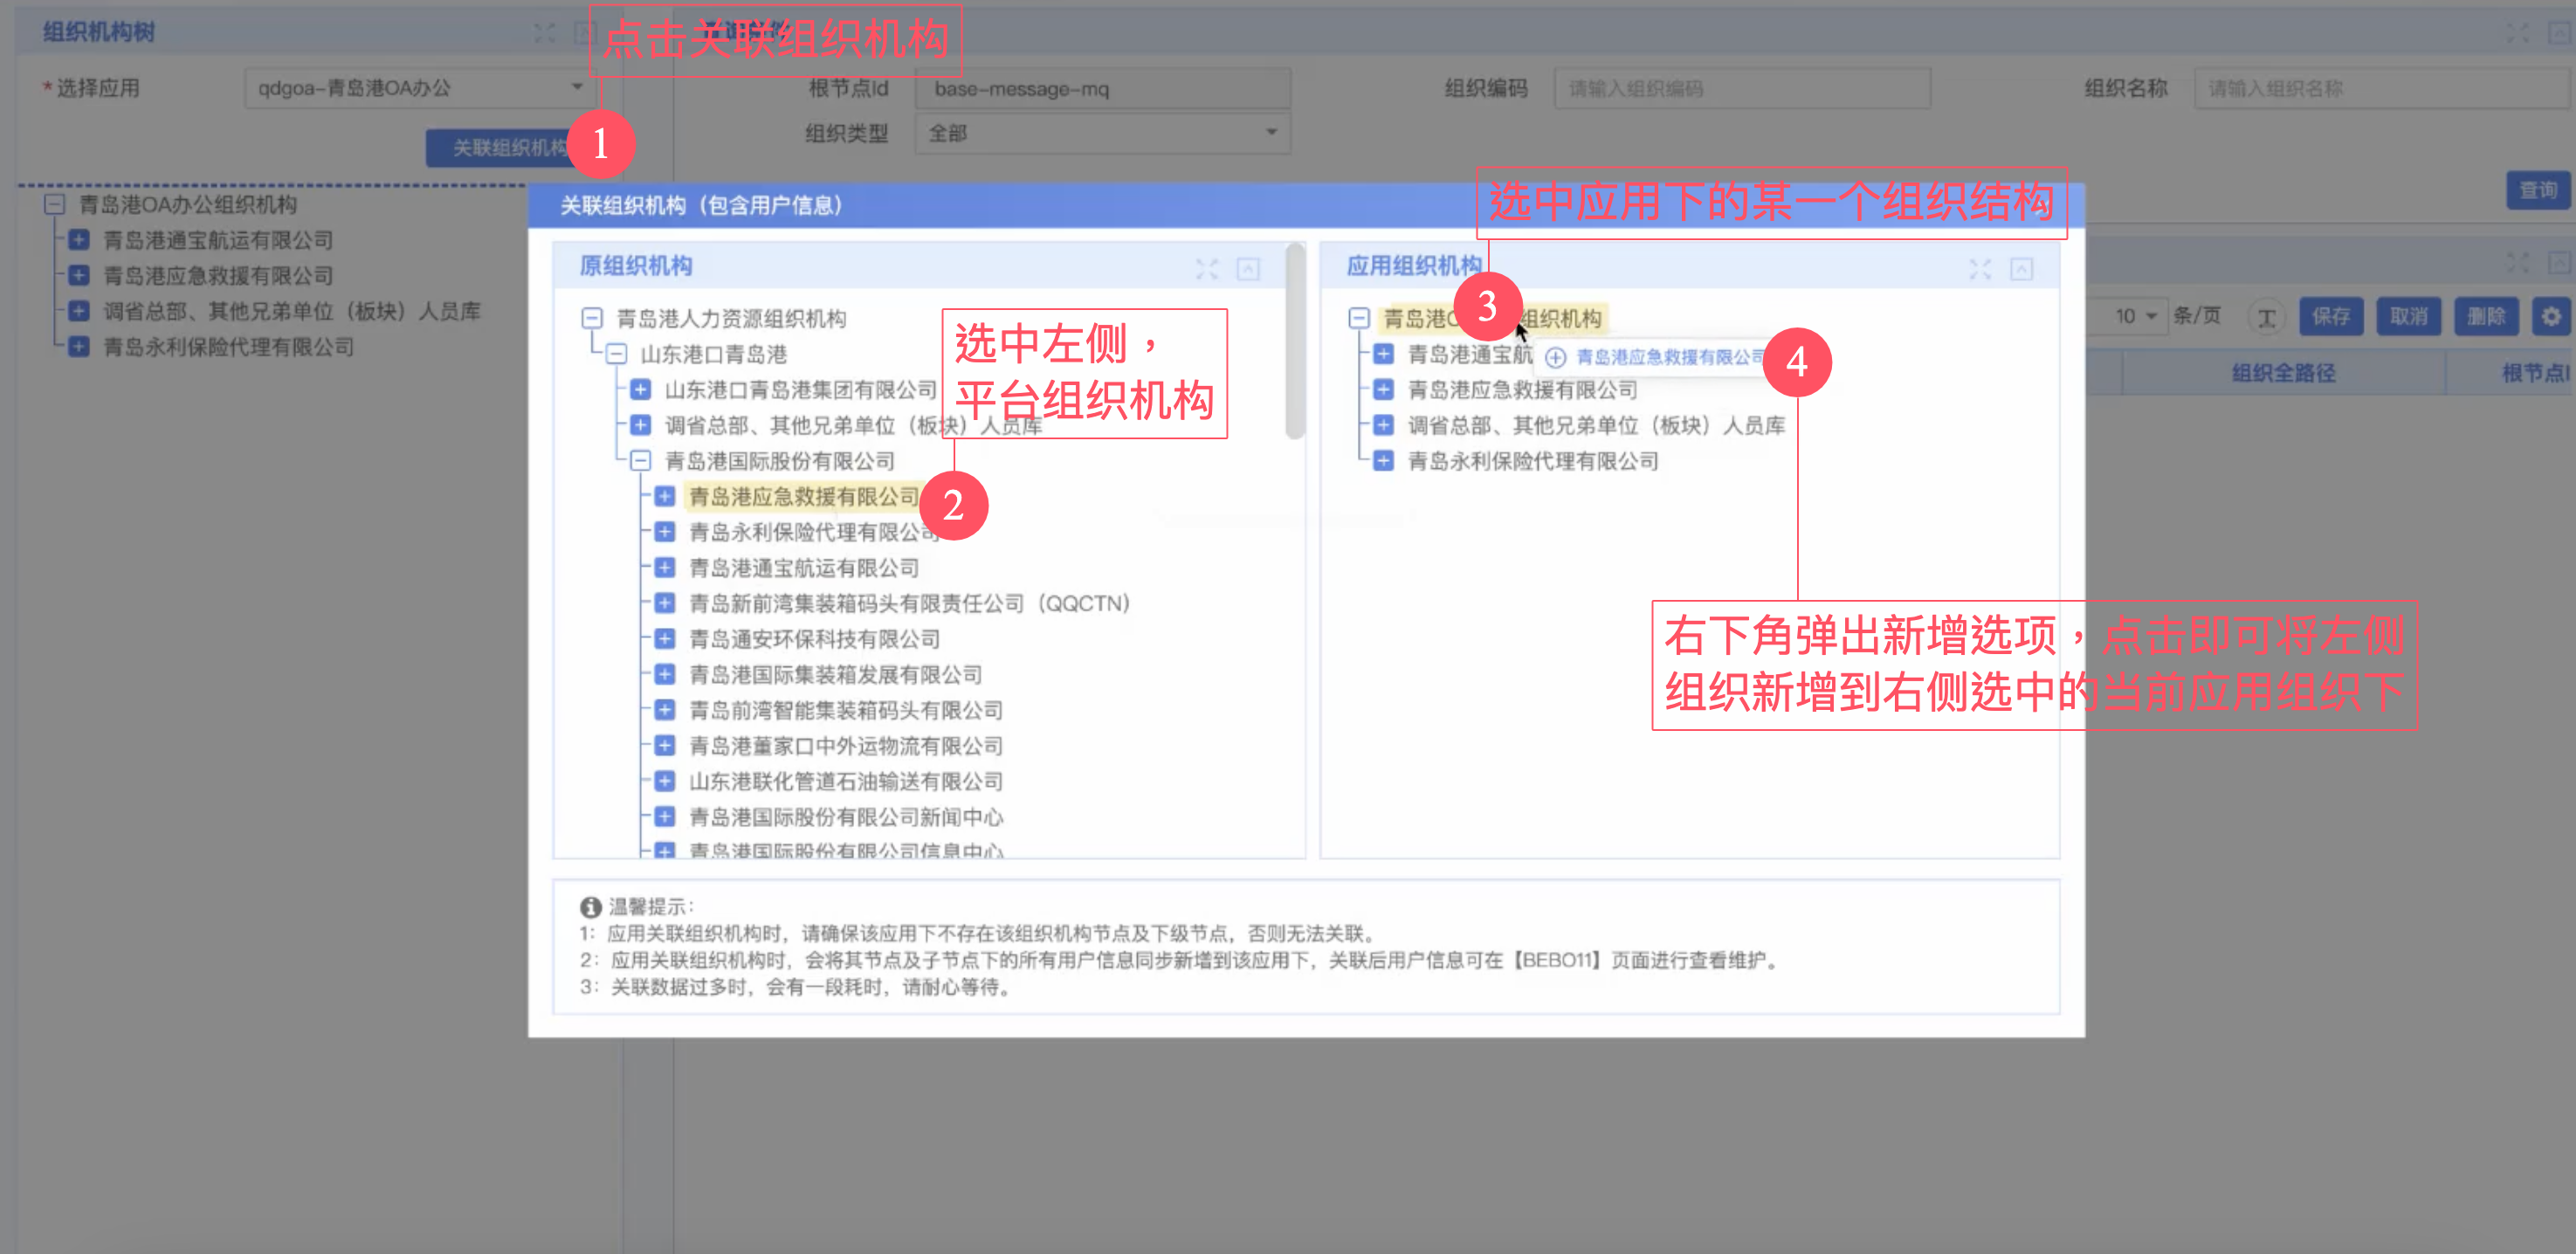 组织机构树
点击关联组织机构
*选择应用
qdgoa-青岛港OA办公
根节点Id
base-message-mq
组织编码
请输入组织编码
组织名称
请输入组织名称
组织类型
全部
关联组织机构
1
查询
青岛港OA办公组织机构
青岛港通宝航运有限公司
青岛港应急救援有限公司
调省总部、其他兄弟单位（板块）人员库
青岛永利保险代理有限公司
关联组织机构（包含用户信息）
选中应用下的某一个组织结构
原组织机构
青岛港人力资源组织机构
山东港口青岛港
山东港口青岛港集团有限公司
调省总部、其他兄弟单位（板块）人员库
青岛港国际股份有限公司
青岛港应急救援有限公司
青岛永利保险代理有限公司
青岛港通宝航运有限公司
青岛新前湾集装箱码头有限责任公司（QQCTN）
青岛通安环保科技有限公司
青岛港国际集装箱发展有限公司
青岛前湾智能集装箱码头有限公司
青岛港董家口中外运物流有限公司
山东港联化管道石油输送有限公司
青岛港国际股份有限公司新闻中心
青岛港国际股份有限公司信息中心
选中左侧，
平台组织机构
2
应用组织机构
3
青岛港O
组织机构
青岛港通宝航
青岛港应急救援有限公司
4
青岛港应急救援有限公司
调省总部、其他兄弟单位（板块）人员库
青岛永利保险代理有限公司
右下角弹出新增选项，点击即可将左侧
组织新增到右侧选中的当前应用组织下
10
条/页
保存
取消
删除
组织全路径
根节点I
温馨提示：
1：应用关联组织机构时，请确保该应用下不存在该组织机构节点及下级节点，否则无法关联。
2：应用关联组织机构时，会将其节点及子节点下的所有用户信息同步新增到该应用下，关联后用户信息可在【BEBO11】页面进行查看维护。
3：关联数据过多时，会有一段耗时，请耐心等待。